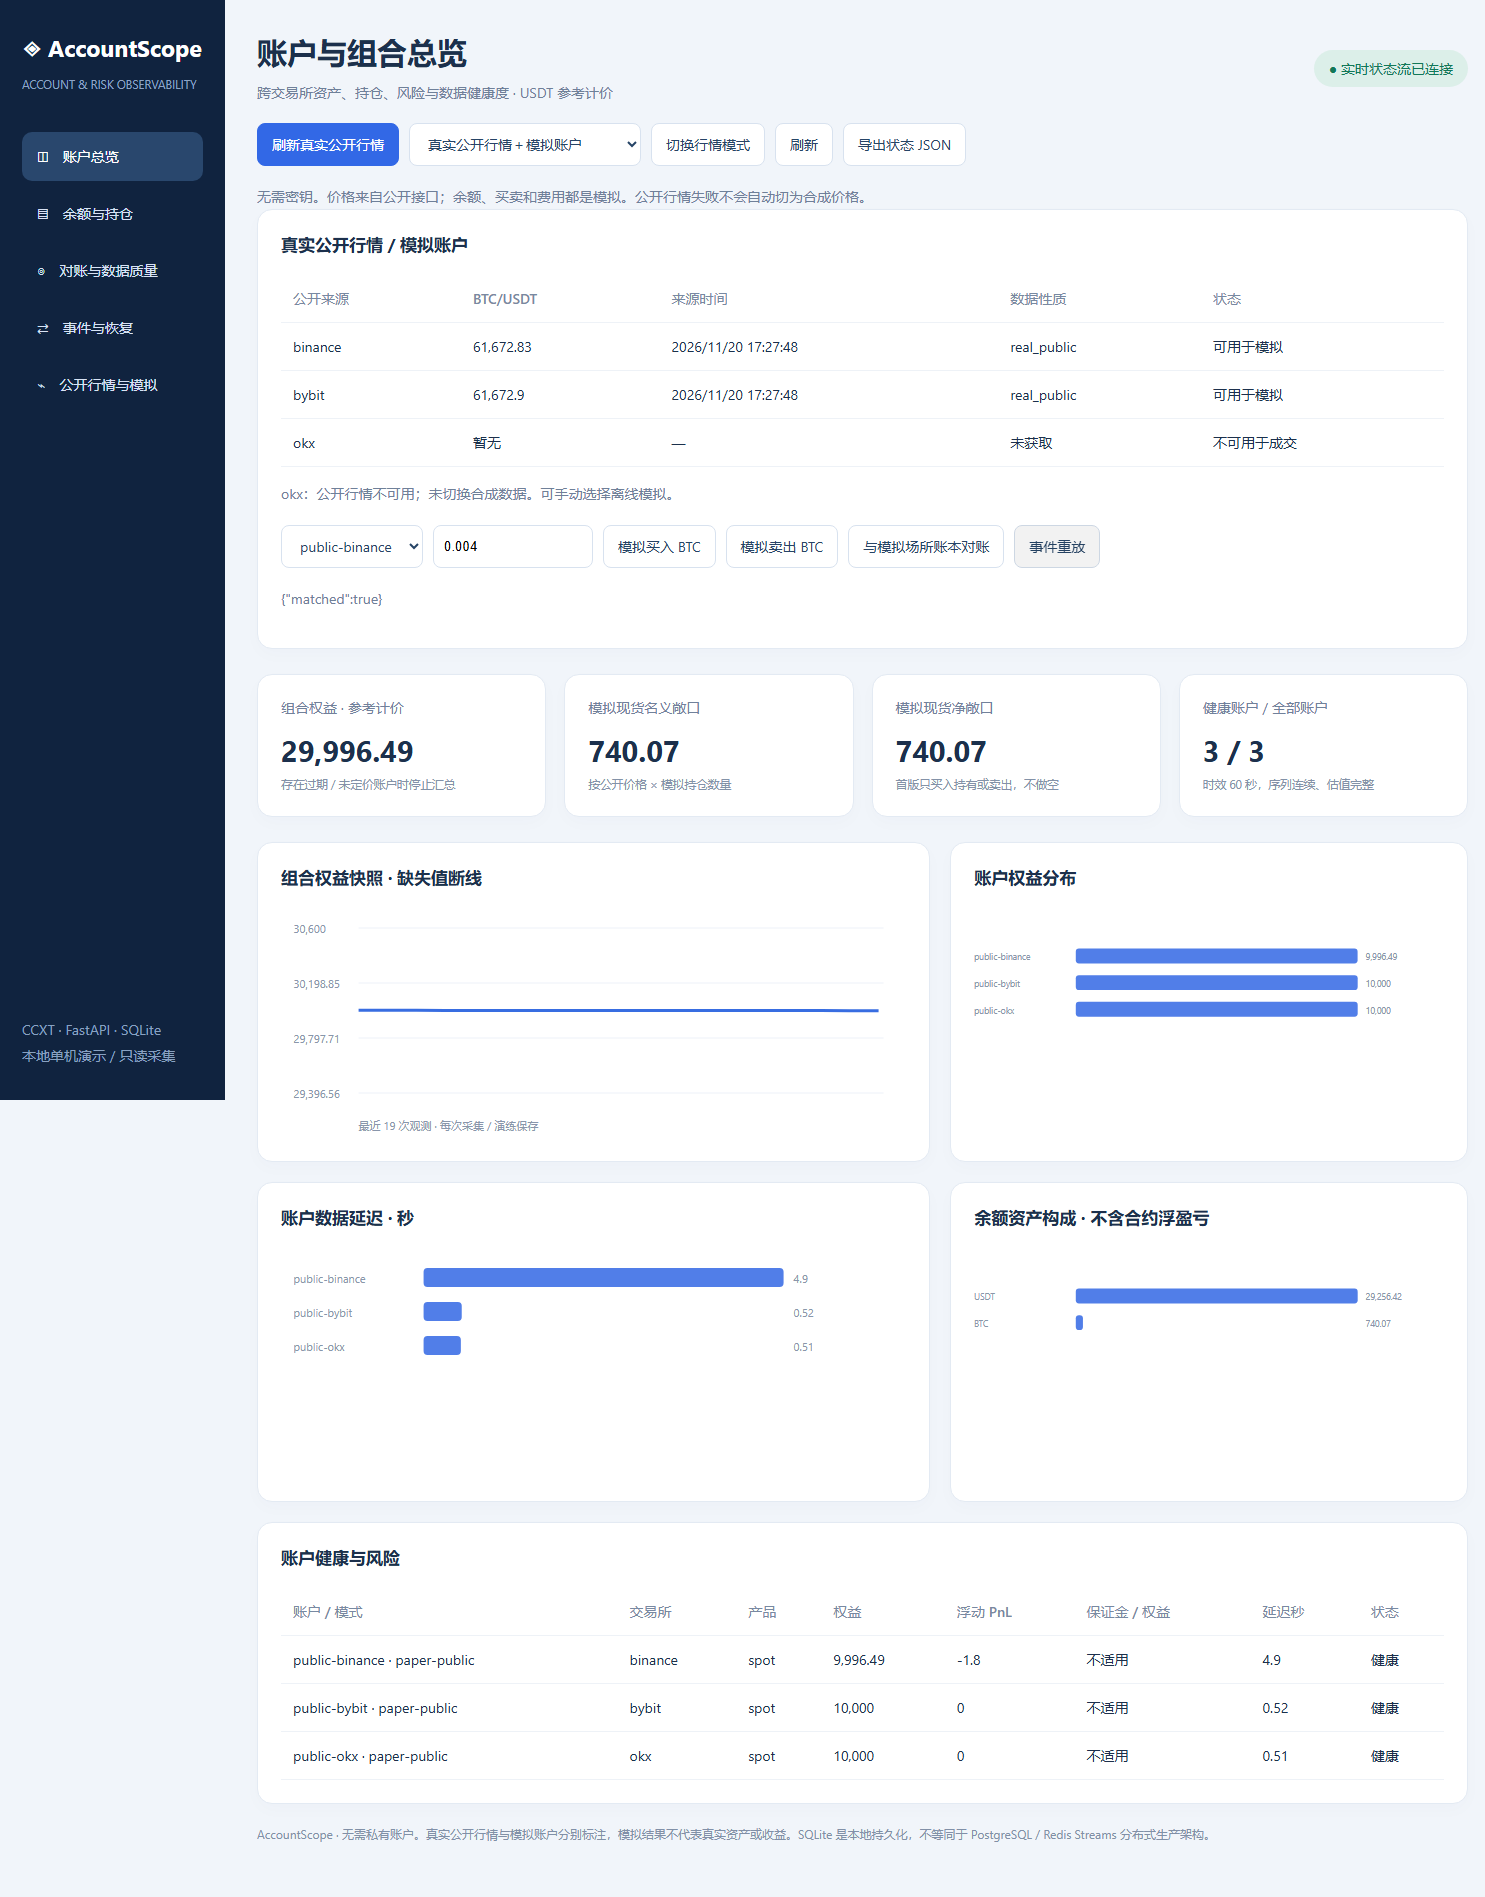 AccountScope
ACCOUNT & RISK OBSERVABILITY
账户总览
余额与持仓
对账与数据质量
事件与恢复
公开行情与模拟
CCXT · FastAPI · SQLite
本地单机演示 / 只读采集
账户与组合总览
跨交易所资产、持仓、风险与数据健康度 · USDT 参考计价
● 实时状态流已连接
刷新真实公开行情 真实公开行情 + 模拟账户 切换行情模式 刷新 导出状态 JSON
无需密钥。价格来自公开接口；余额、买卖和费用都是模拟。公开行情失败不会自动切为合成价格。
真实公开行情 / 模拟账户
公开来源 BTC/USDT 来源时间 数据性质 状态
binance 61,672.83 2026/11/20 17:27:48 real_public 可用于模拟
bybit 61,672.9 2026/11/20 17:27:48 real_public 可用于模拟
okx 暂无 — 未获取 不可用于成交
okx：公开行情不可用；未切换合成数据。可手动选择离线模拟。
public-binance 0.004 模拟买入 BTC 模拟卖出 BTC 与模拟场所账本对账 事件重放
{"matched":true}
组合权益 · 参考计价
29,996.49
存在过期 / 未定价账户时停止汇总
模拟现货名义敞口
740.07
按公开价格 × 模拟持仓数量
模拟现货净敞口
740.07
首版只买入持有或卖出，不做空
健康账户 / 全部账户
3 / 3
时效 60 秒，序列连续、估值完整
组合权益快照 · 缺失值断线
30,600
30,198.85
29,797.71
29,396.56
最近 19 次观测 · 每次采集 / 演练保存
账户权益分布
public-binance 9,996.49
public-bybit 10,000
public-okx 10,000
账户数据延迟 · 秒
public-binance 4.9
public-bybit 0.52
public-okx 0.51
余额资产构成 · 不含合约浮盈亏
USDT 29,256.42
BTC 740.07
账户健康与风险
账户 / 模式 交易所 产品 权益 浮动 PnL 保证金 / 权益 延迟秒 状态
public-binance · paper-public binance spot 9,996.49 -1.8 不适用 4.9 健康
public-bybit · paper-public bybit spot 10,000 0 不适用 0.52 健康
public-okx · paper-public okx spot 10,000 0 不适用 0.51 健康
AccountScope · 无需私有账户。真实公开行情与模拟账户分别标注，模拟结果不代表真实资产或收益。SQLite 是本地持久化，不等同于 PostgreSQL / Redis Streams 分布式生产架构。